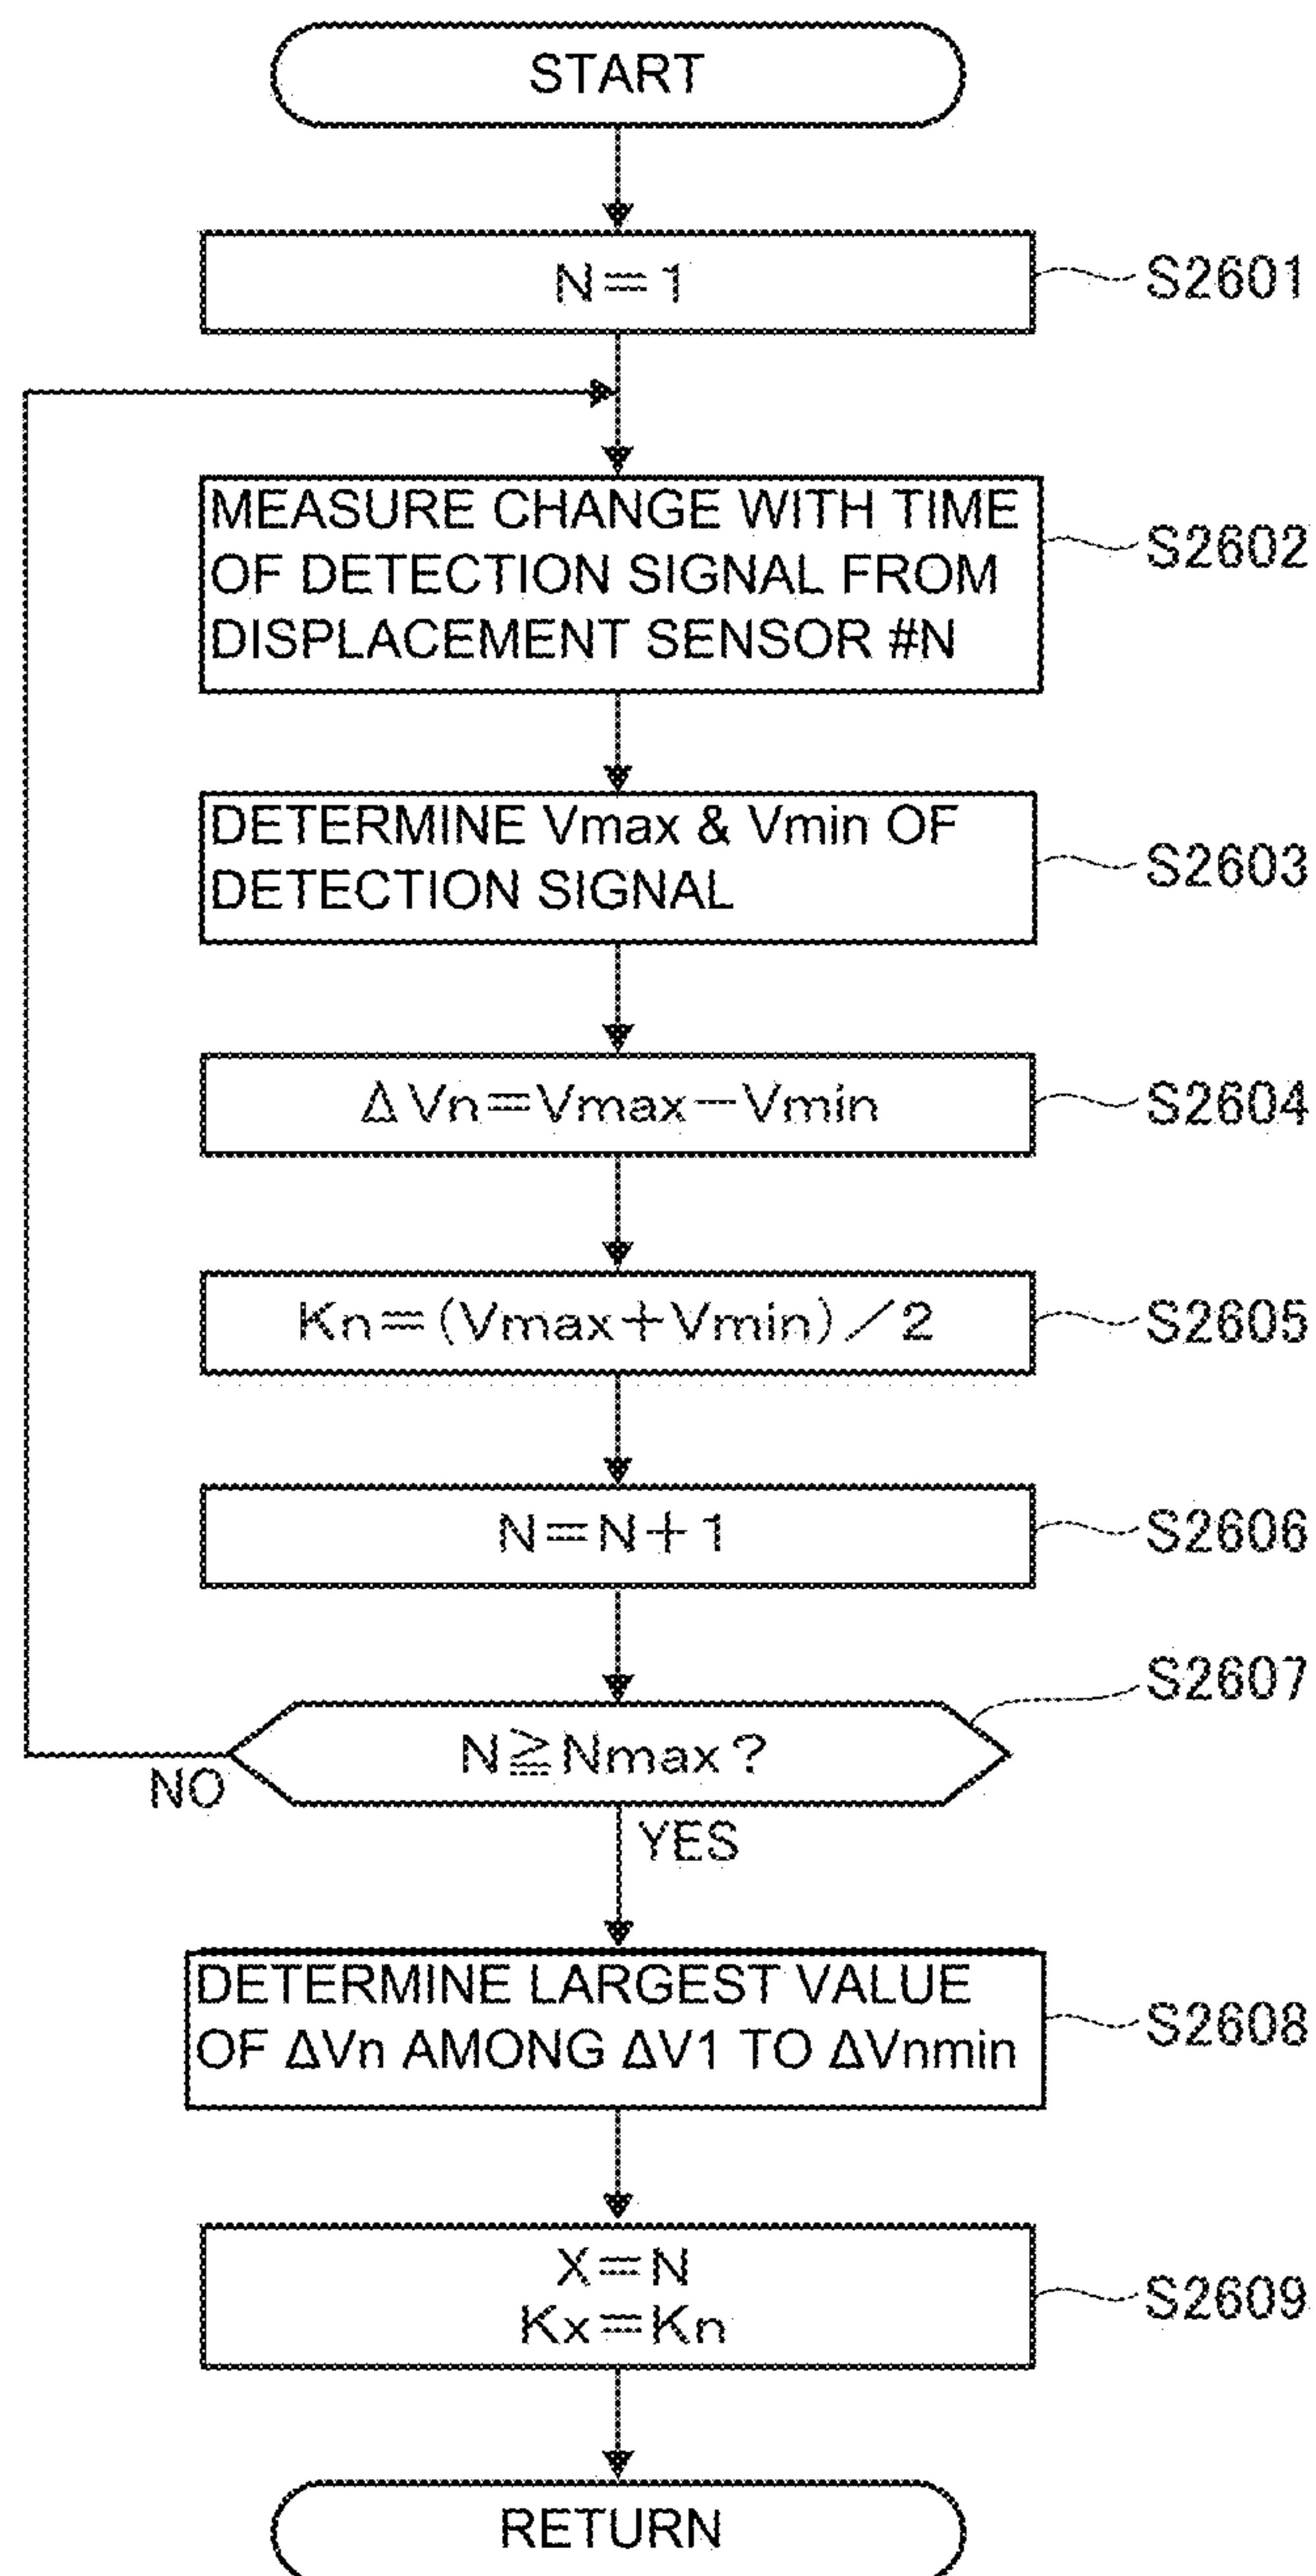 START
N=1
S2601
MEASURE CHANGE WITH TIME
OF DETECTION SIGNAL FROM
DISPLACEMENT SENSOR #N
S2602
DETERMINE Vmax & Vmin OF
DETECTION SIGNAL
S2603
ΔVn=Vmax-Vmin
S2604
Kn=(Vmax+Vmin)/2
S2605
N=N+1
S2606
S2607
N≧Nmax?
NO
YES
DETERMINE LARGEST VALUE
OF ΔVn AMONG ΔV1 TO ΔVnmin
S2608
X=N
Kx=Kn
S2609
RETURN